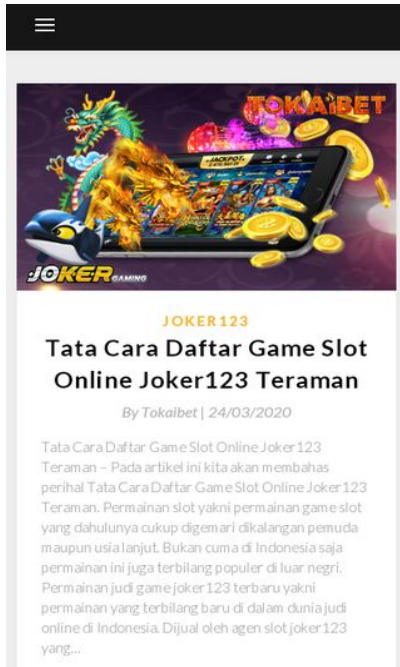 TOKAIBET
JACKPOT
JOKER GAMING
JOKER123
Tata Cara Daftar Game Slot
Online Joker123 Teraman
By Tokaibet | 24/03/2020
Tata Cara Daftar Game Slot Online Joker123
Teraman – Pada artikel ini kita akan membahas
perihal Tata Cara Daftar Game Slot Online Joker123
Teraman. Permainan slot yakni permainan game slot
yang dahulunya cukup digemari dikalangan pemuda
maupun usia lanjut. Bukan cuma di Indonesia saja
permainan ini juga terbilang populer di luar negri.
Permainan judi game joker123 terbaru yakni
permainan yang terbilang baru di dalam dunia judi
online di Indonesia. Dijual oleh agen slot joker123
yang...